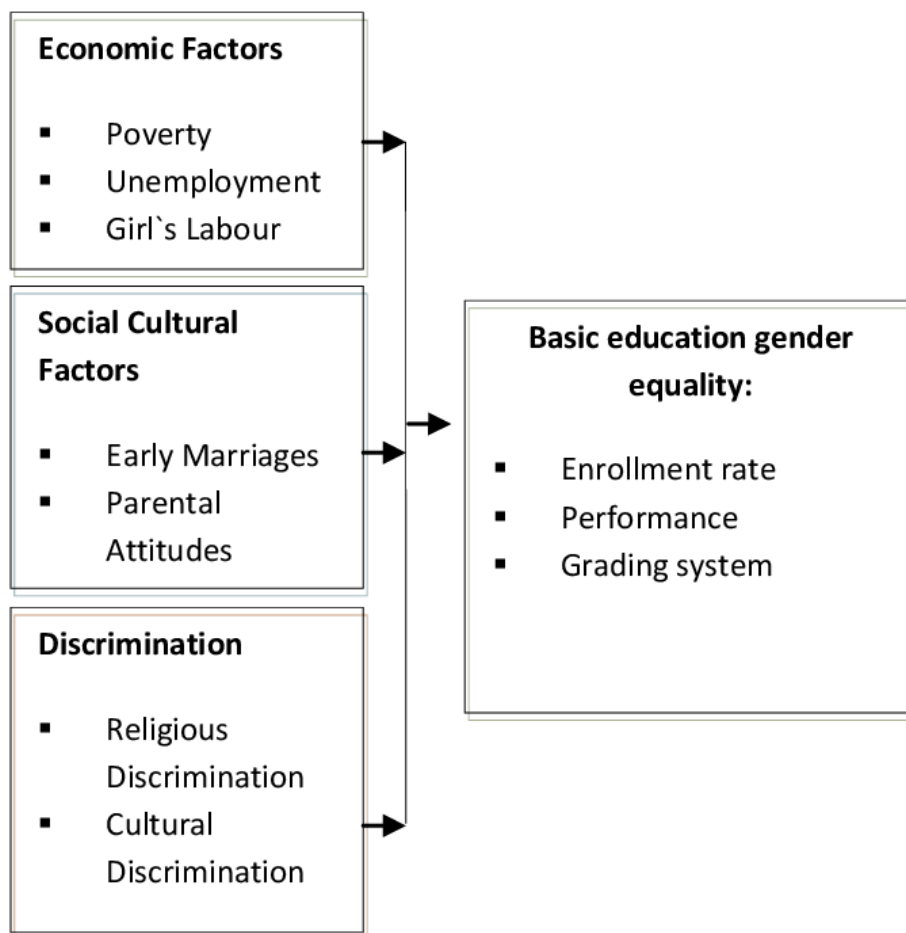 Economic Factors
▪ Poverty
▪ Unemployment
▪ Girl`s Labour
Social Cultural
Factors
▪ Early Marriages
▪ Parental
Attitudes
Discrimination
▪ Religious
Discrimination
▪ Cultural
Discrimination
Basic education gender
equality:
▪ Enrollment rate
▪ Performance
▪ Grading system